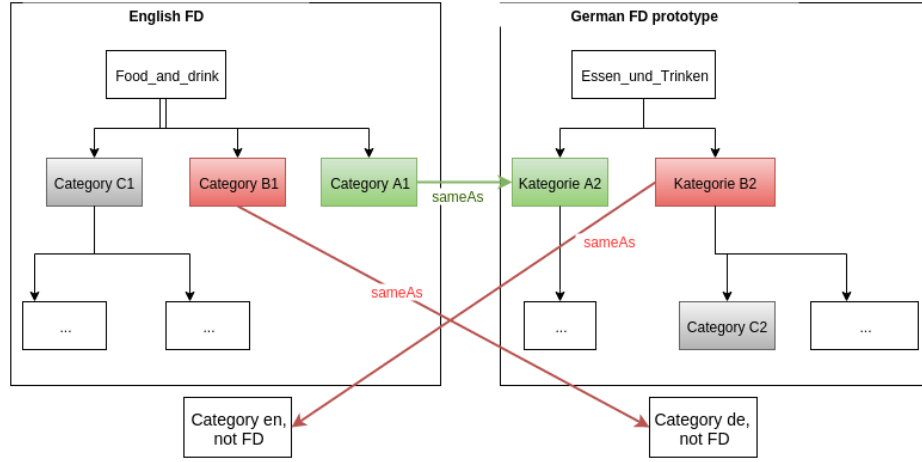 English FD
German FD prototype
Food_and_drink
Essen_und_Trinken
Category C1
Category B1
Category A1
Kategorie A2
Kategorie B2
sameAs
sameAs
sameAs
...
...
...
Category C2
...
Category en,
not FD
Category de,
not FD